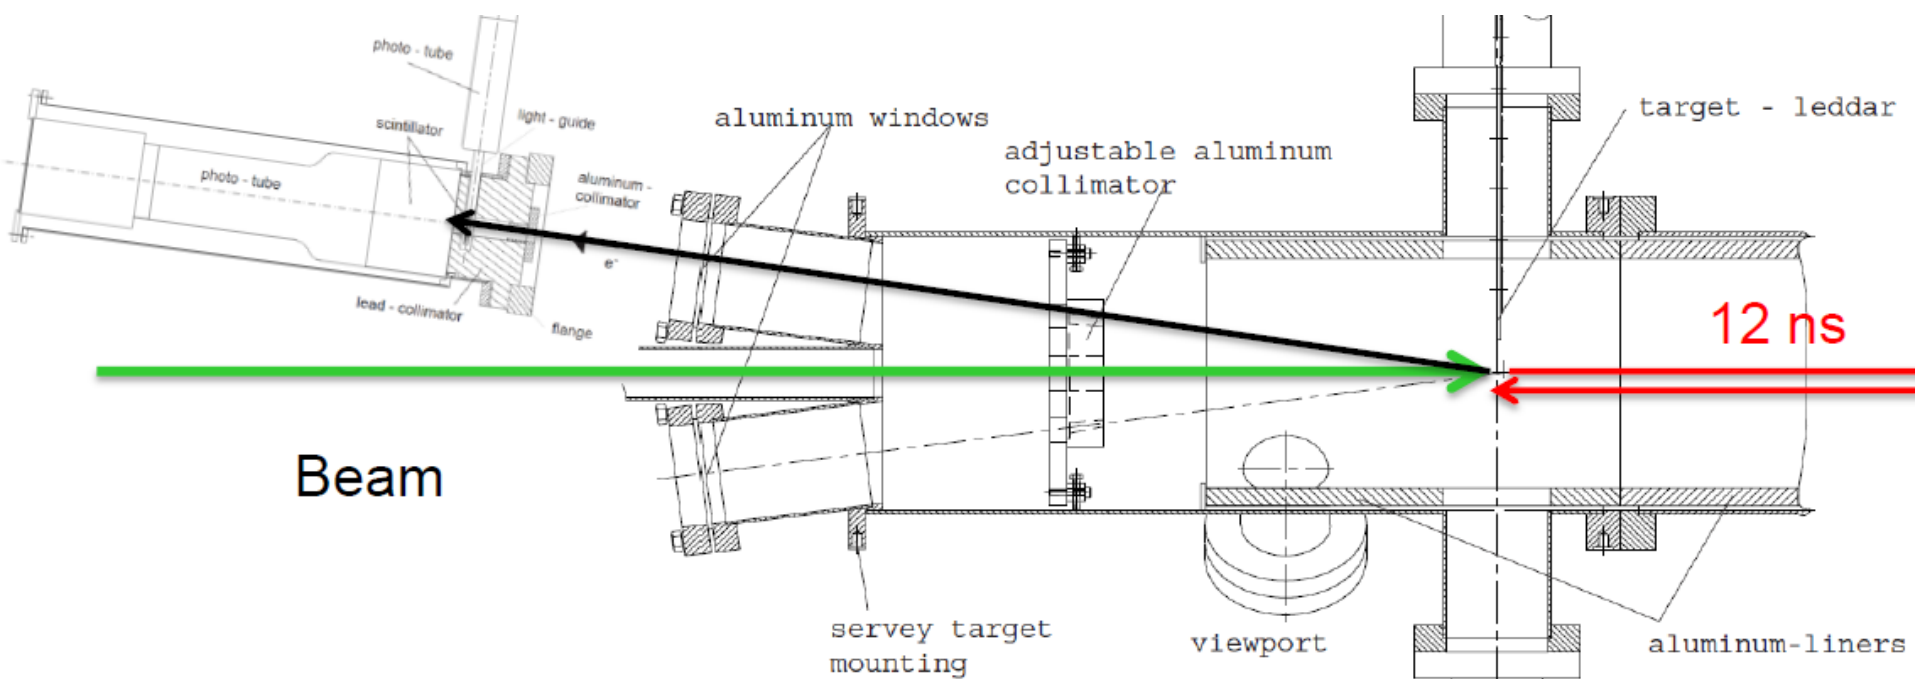 photo - tube
light - guide
scintillator
photo - tube
aluminum -
collimator
e-
lead - collimator
flange
aluminum windows
adjustable aluminum
collimator
target - leddar
12 ns
Beam
servey target
mounting
viewport
aluminum-liners